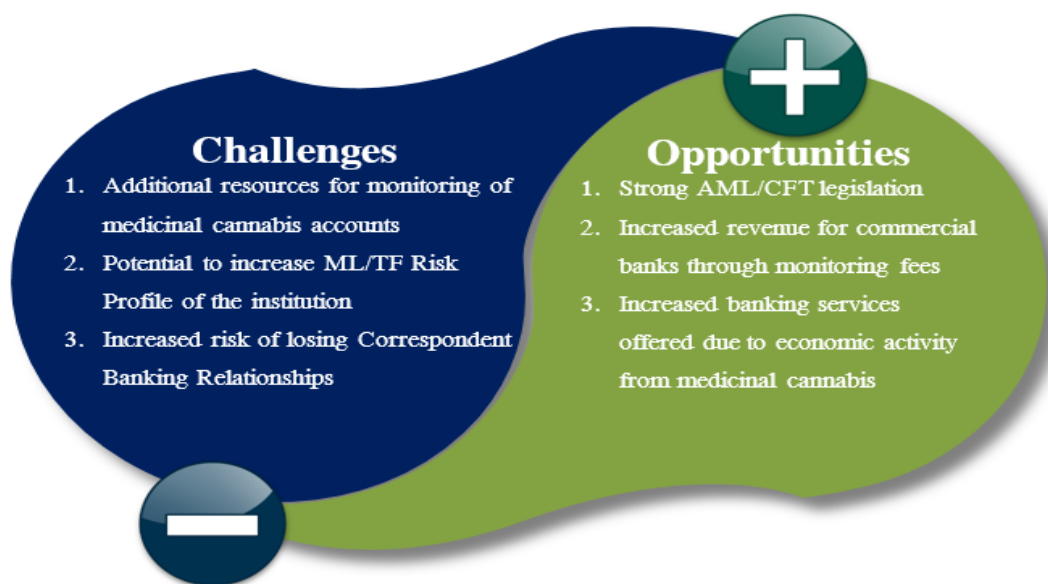 Challenges
1. Additional resources for monitoring of
medicinal cannabis accounts
2. Potential to increase ML/TF Risk
Profile of the institution
3. Increased risk of losing Correspondent
Banking Relationships
Opportunities
1. Strong AML/CFT legislation
2. Increased revenue for commercial
banks through monitoring fees
3. Increased banking services
offered due to economic activity
from medicinal cannabis